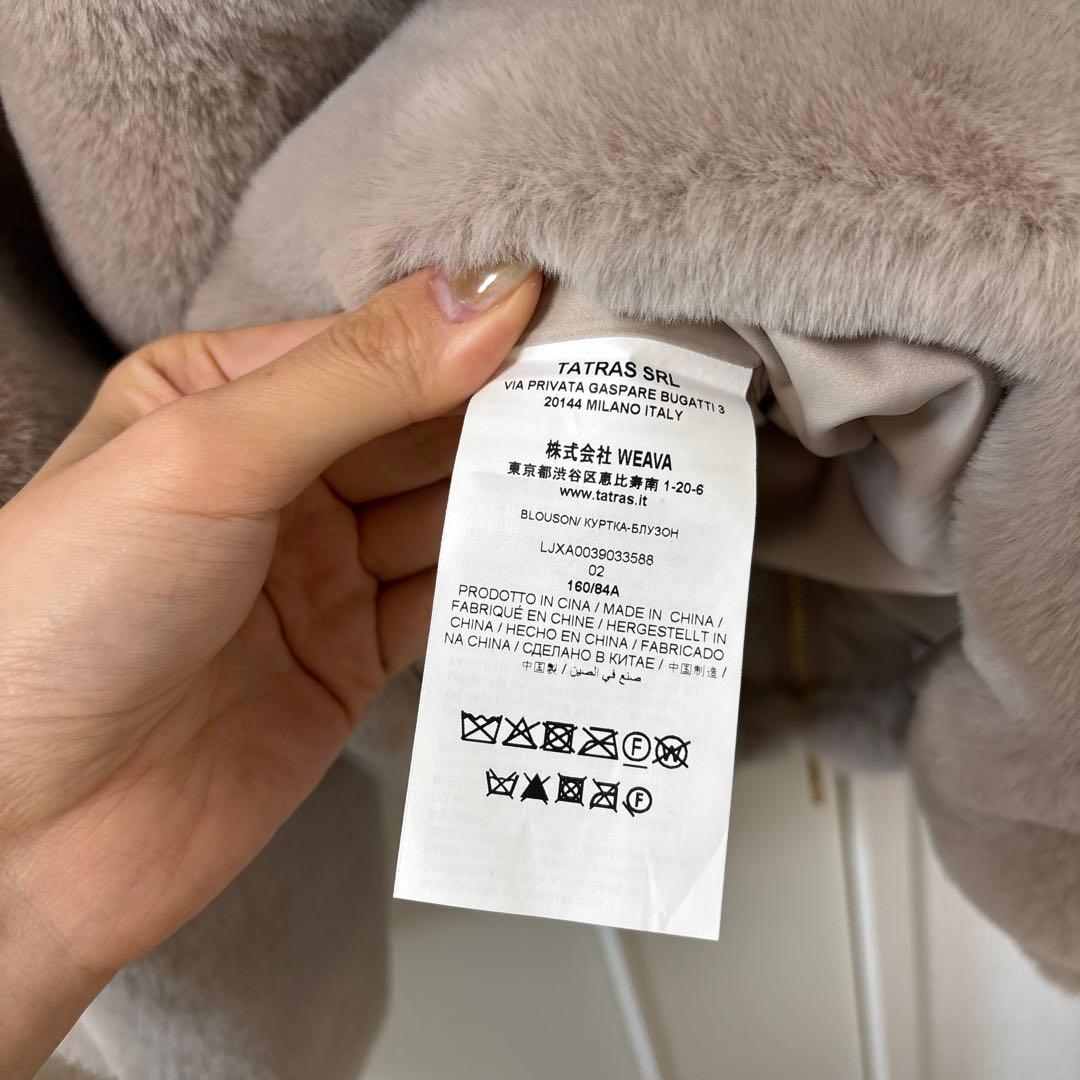 TATRAS SRL
VIA PRIVATA GASPARE BUGATTI 3
20144 MILANO ITALY
株式会社 WEAVA
東京都渋谷区恵比寿南 1-20-6
www.tatras.it
BLOUSON/ КУРТКА-БЛУЗОН
LJXA0039033588
02
160/84A
PRODOTTO IN CINA / MADE IN CHINA /
FABRIQUÉ EN CHINE / HERGESTELLT IN
CHINA / HECHO EN CHINA / FABRICADO
NA CHINA / СДЕЛАНО В КИТАЕ / 中国制造 /
中国製 / صنع في الصين
F W
F